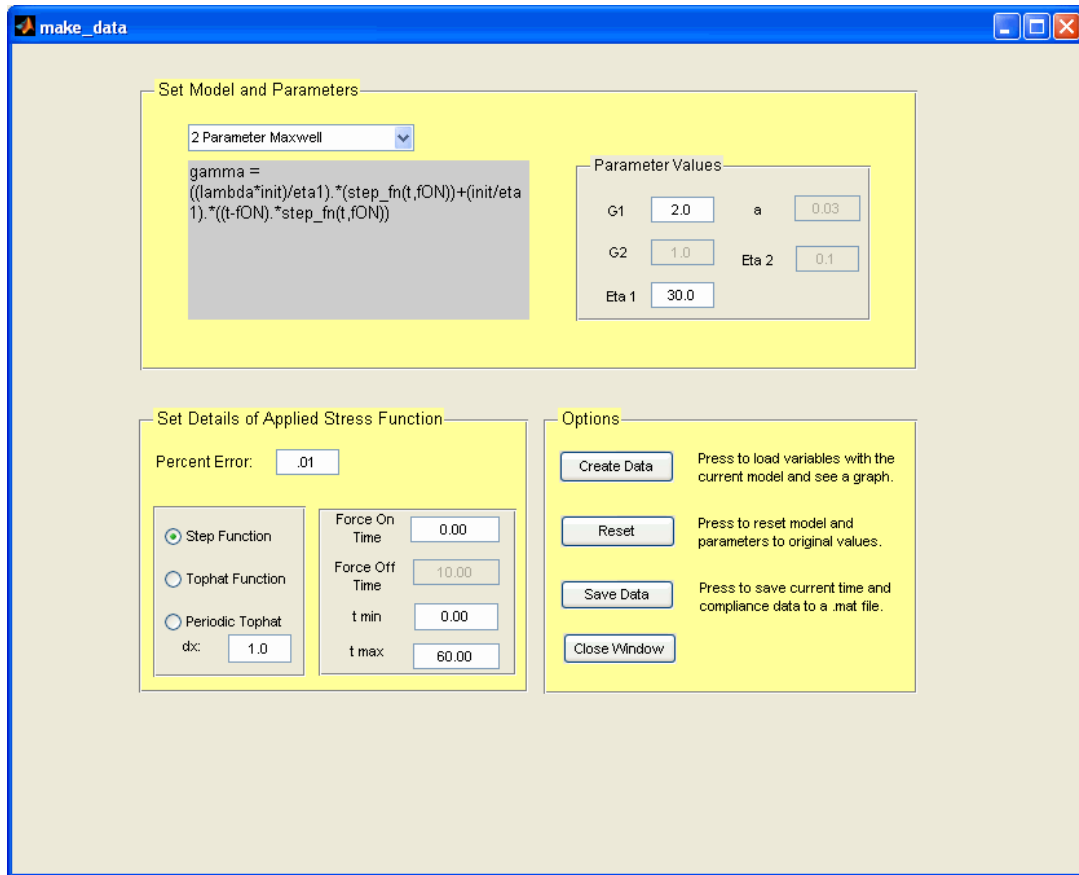 make_data
Set Model and Parameters
2 Parameter Maxwell
gamma =
((lambda*init)/eta1).*(step_fn(t,fON))+(init/eta
1).*((t-fON).*step_fn(t,fON))
Parameter Values
G1 2.0 a 0.03
G2 1.0 Eta 2 0.1
Eta 1 30.0
Set Details of Applied Stress Function
Percent Error: .01
Step Function
Tophat Function
Periodic Tophat
dx: 1.0
Force On
Time 0.00
Force Off
Time 10.00
t min 0.00
t max 60.00
Options
Create Data
Press to load variables with the
current model and see a graph.
Reset
Press to reset model and
parameters to original values.
Save Data
Press to save current time and
compliance data to a .mat file.
Close Window